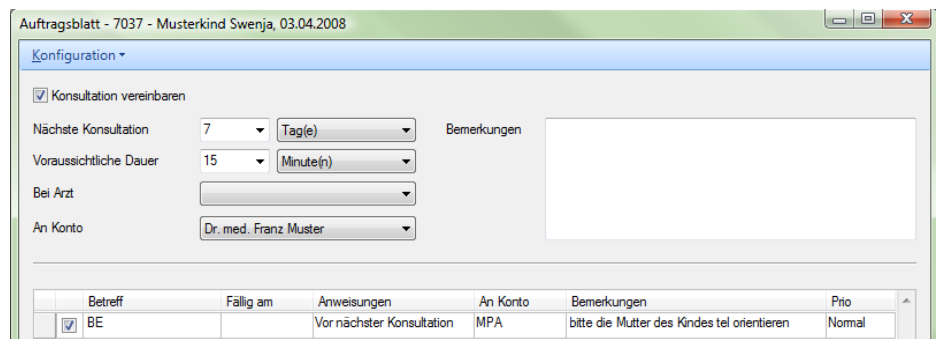 Auftragsblatt - 7037 - Musterkind Swenja, 03.04.2008
Konfiguration
Konsultation vereinbaren
Nächste Konsultation 7 Tag(e) Bemerkungen
Voraussichtliche Dauer 15 Minute(n)
Bei Arzt
An Konto Dr. med. Franz Muster
Betreff Fällig am Anweisungen An Konto Bemerkungen Prio
BE Vor nächster Konsultation MPA bitte die Mutter des Kindes tel orientieren Normal